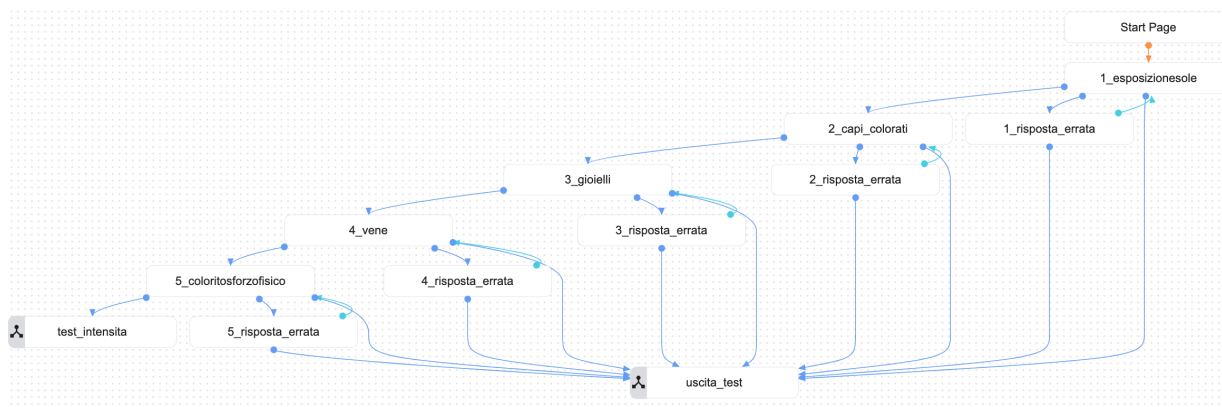 Start Page
1_esposizionesole
2_capi_colorati
1_risposta_errata
3_gioielli
2_risposta_errata
4_vene
3_risposta_errata
5_coloritosforzofisico
4_risposta_errata
test_intensita
5_risposta_errata
uscita_test